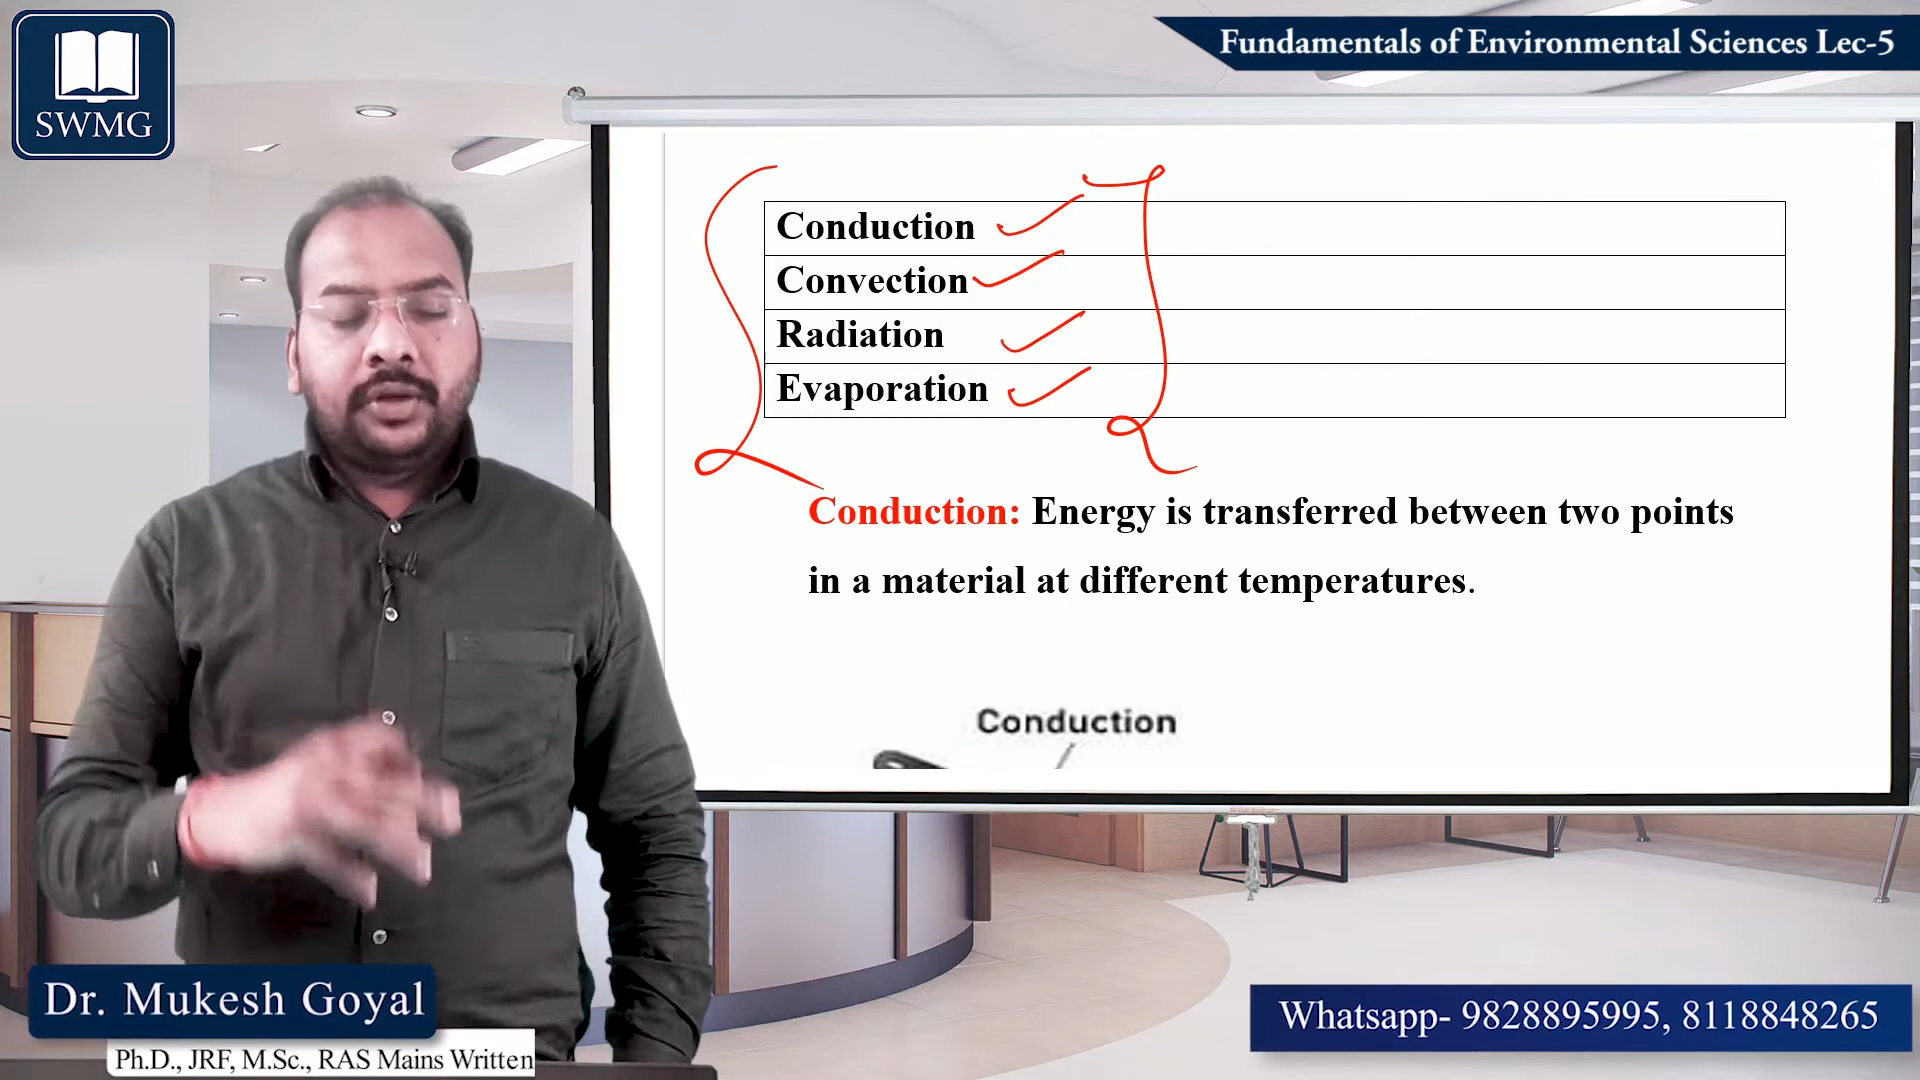 SWMG
Fundamentals of Environmental Sciences Lec-5
Conduction
Convection
Radiation
Evaporation
Conduction: Energy is transferred between two points
in a material at different temperatures.
Conduction
Dr. Mukesh Goyal
Ph.D., JRF, M.Sc., RAS Mains Written
Whatsapp- 9828895995, 8118848265